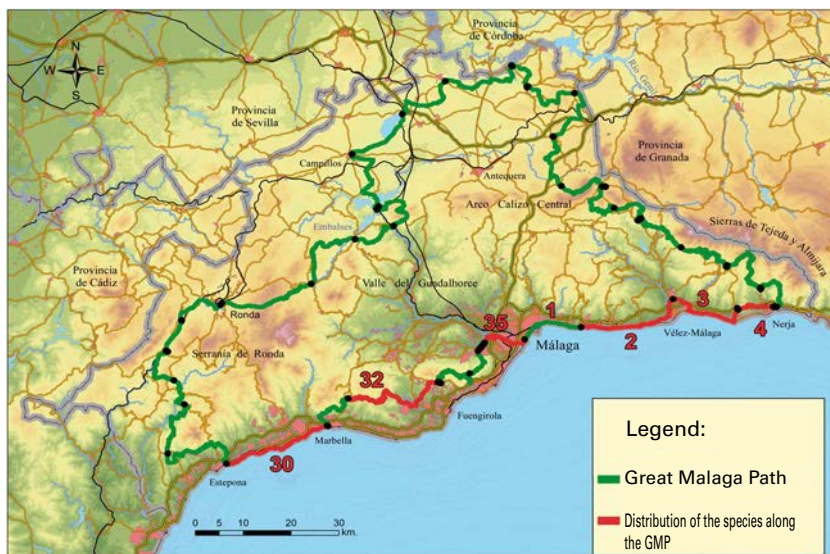 Provincia
de Córdoba
N
W E
S
Río Genil
Provincia
de Sevilla
Provincia
de Granada
Campillos
Antequera
Arco Calizo Central
Sierras de Tejeda y Almijara
Embalses
Provincia
de Cádiz
Valle del Guadalhorce
Ronda
1
3
35
Málaga
2
Vélez-Málaga
4
Nerja
Serranía de Ronda
32
Fuengirola
Marbella
30
Estepona
0 5 10 20 30
km.
Legend:
Great Malaga Path
Distribution of the species along
the GMP